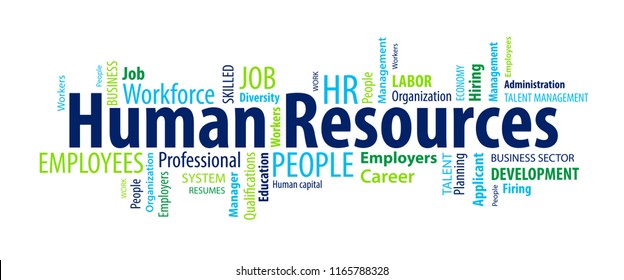 Workers
People
BUSINESS
Job
Workforce
SKILLED
JOB
Diversity
Workers
WORK
HR
People
Management
Workers
LABOR
Organization
ECONOMY
Hiring
Management
Employees
Administration
TALENT MANAGEMENT
Human Resources
EMPLOYEES
WORK
People
Organization
Employers
Professional
SYSTEM
RESUMES
Manager
Qualifications
Education
PEOPLE
Human capital
Employers
Career
TALENT
Planning
Applicant
People
BUSINESS SECTOR
DEVELOPMENT
Firing
shutterstock.com · 1165788328